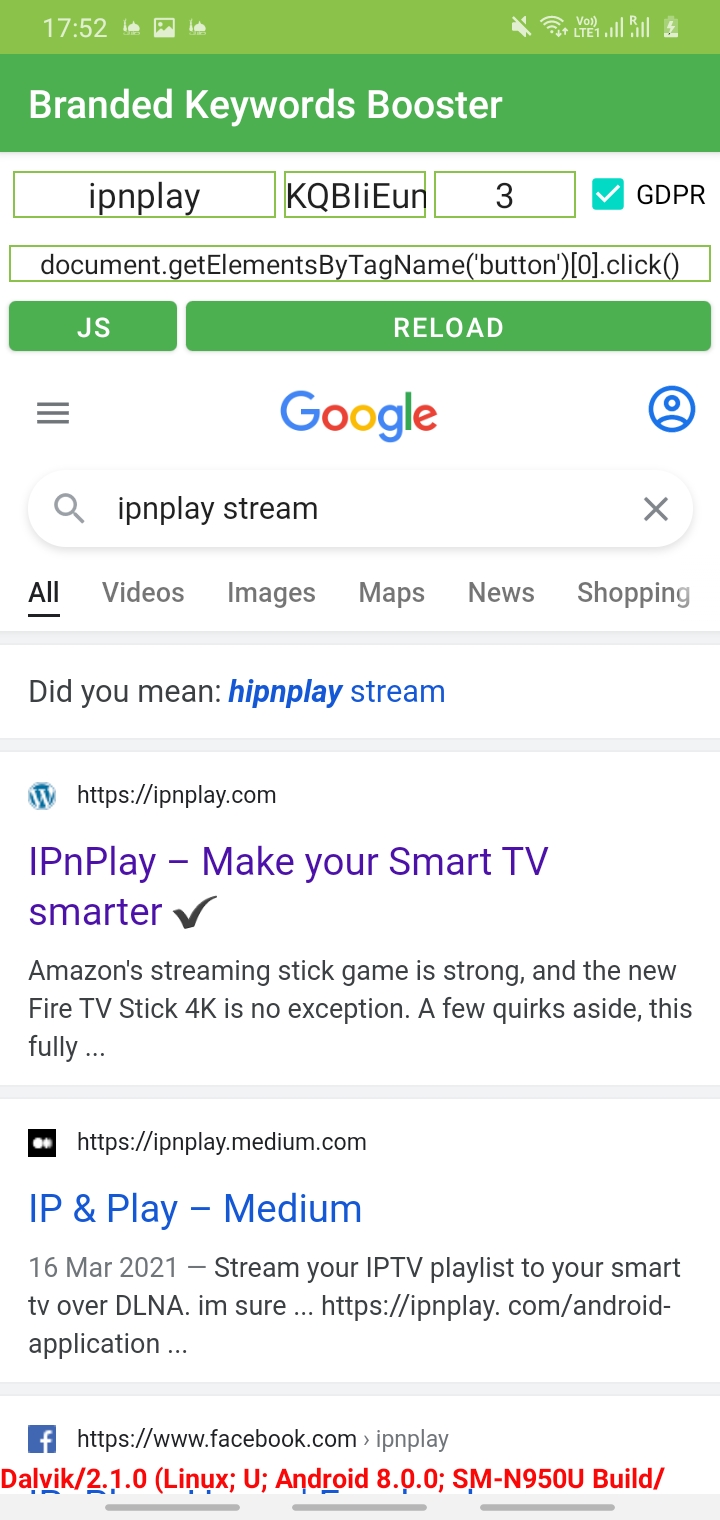 17:52
Vo))
LTE1
R
Branded Keywords Booster
ipnplay
KQBIiEun
3
GDPR
document.getElementsByTagName('button')[0].click()
JS
RELOAD
Google
ipnplay stream
All Videos Images Maps News Shopping
Did you mean: hipnplay stream
https://ipnplay.com
IPnPlay – Make your Smart TV
smarter ✓
Amazon's streaming stick game is strong, and the new
Fire TV Stick 4K is no exception. A few quirks aside, this
fully ...
https://ipnplay.medium.com
IP & Play – Medium
16 Mar 2021 — Stream your IPTV playlist to your smart
tv over DLNA. im sure ... https://ipnplay. com/android-
application ...
https://www.facebook.com › ipnplay
Dalvik/2.1.0 (Linux; U; Android 8.0.0; SM-N950U Build/